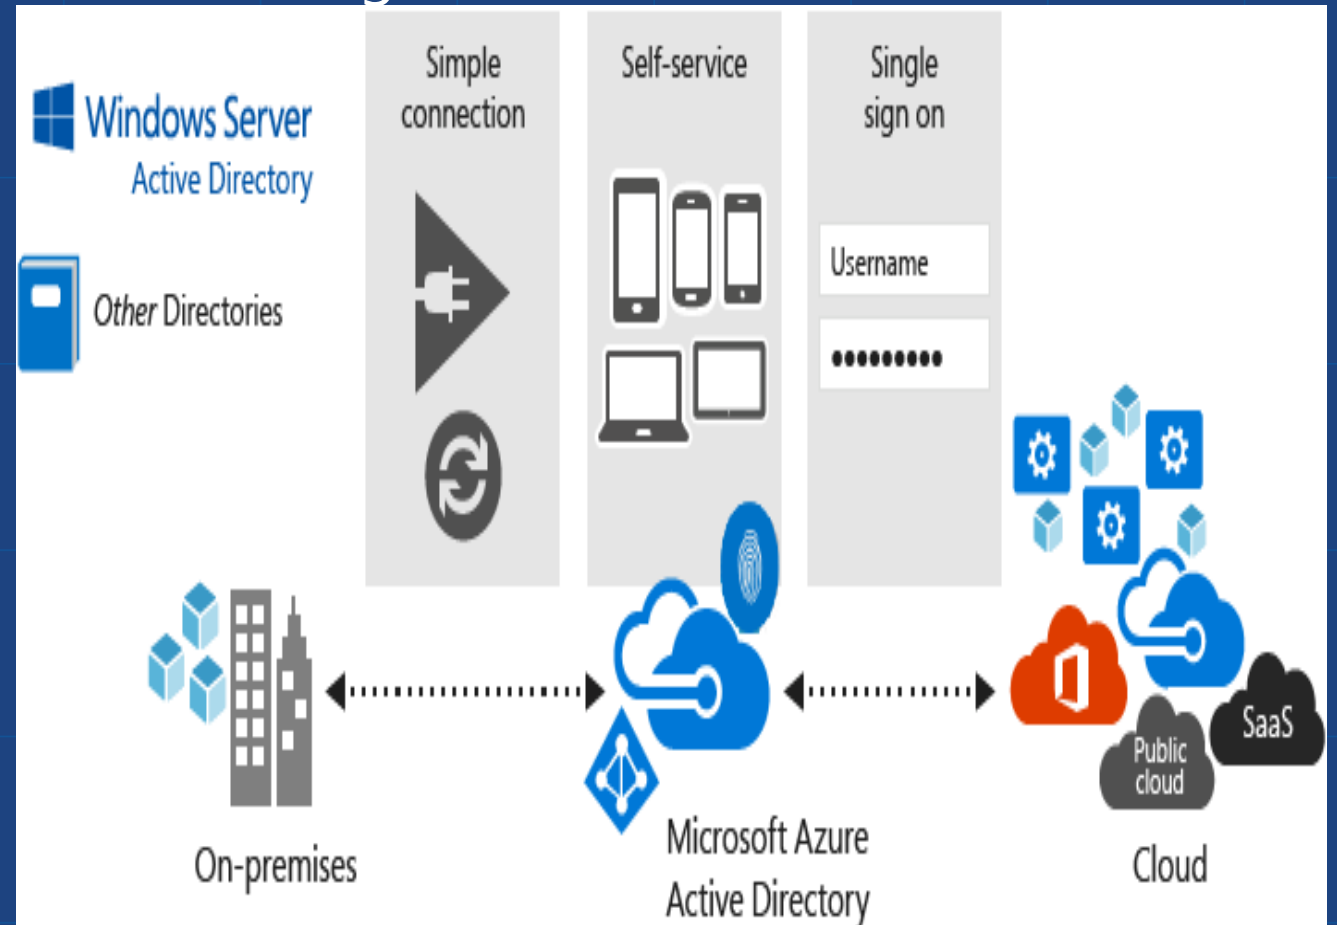 Windows Server
Active Directory
Other Directories
Simple
connection
Self-service
Single
sign on
Username
On-premises
Microsoft Azure
Active Directory
Public
cloud
SaaS
Cloud